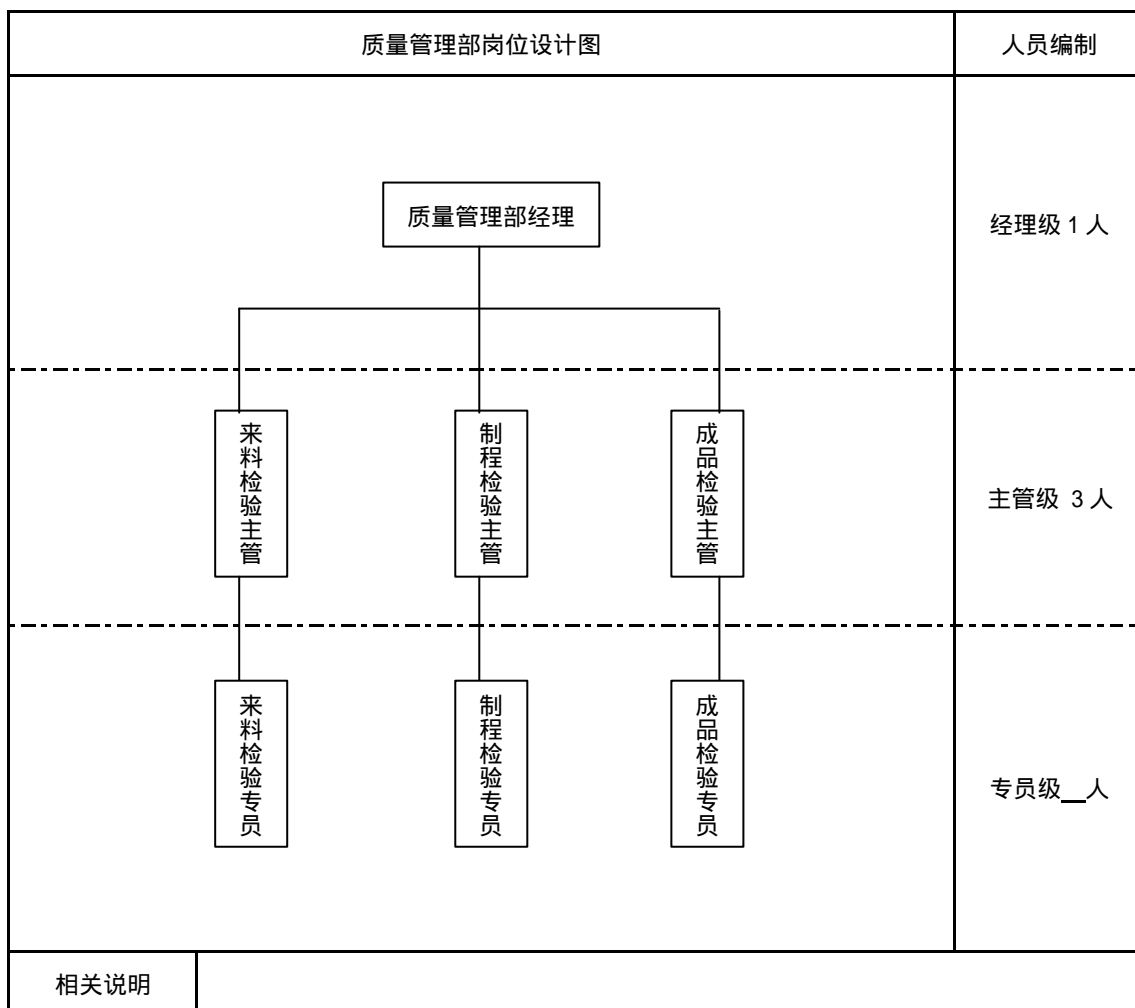 质量管理部岗位设计图
人员编制
质量管理部经理
经理级1人
来料检验主管
制程检验主管
成品检验主管
主管级 3人
来料检验专员
制程检验专员
成品检验专员
专员级__人
相关说明